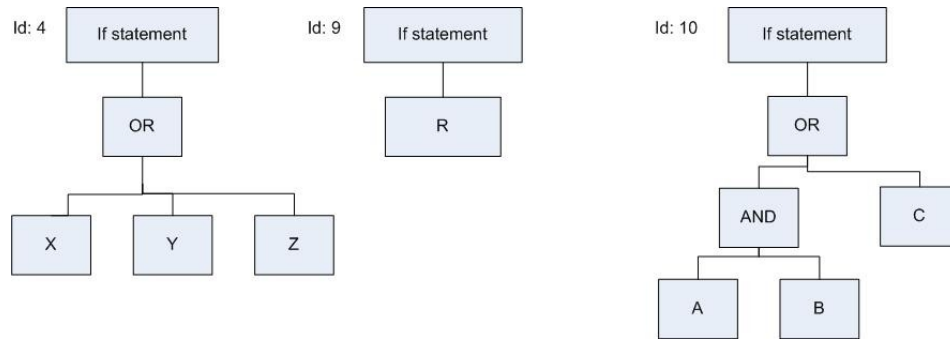 Id: 4
If statement
Id: 9
If statement
Id: 10
If statement
OR
R
OR
X
Y
Z
AND
C
A
B